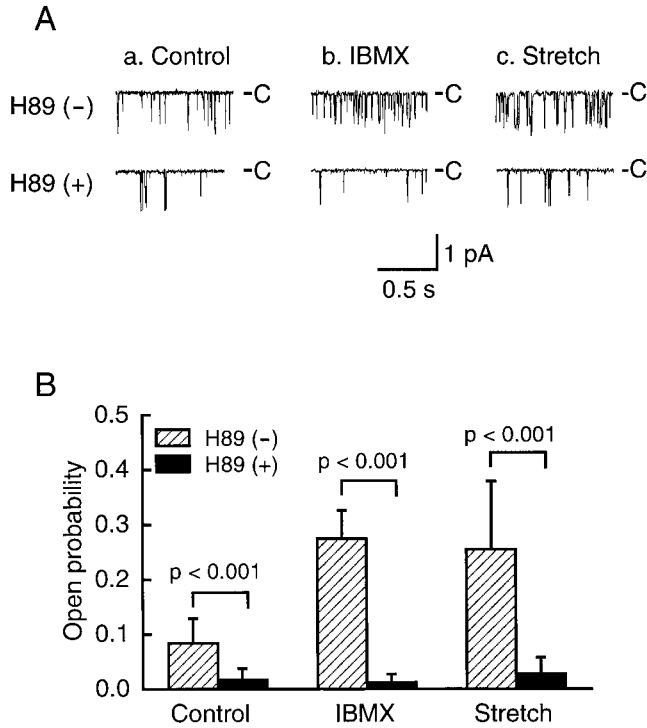 A
a. Control b. IBMX c. Stretch
H89 (-) -C -C -C
H89 (+) -C -C -C
1 pA
0.5 s
B
0.5
0.4
0.3
0.2
0.1
0.0
Open probability
H89 (-)
H89 (+)
p < 0.001
p < 0.001
p < 0.001
Control IBMX Stretch